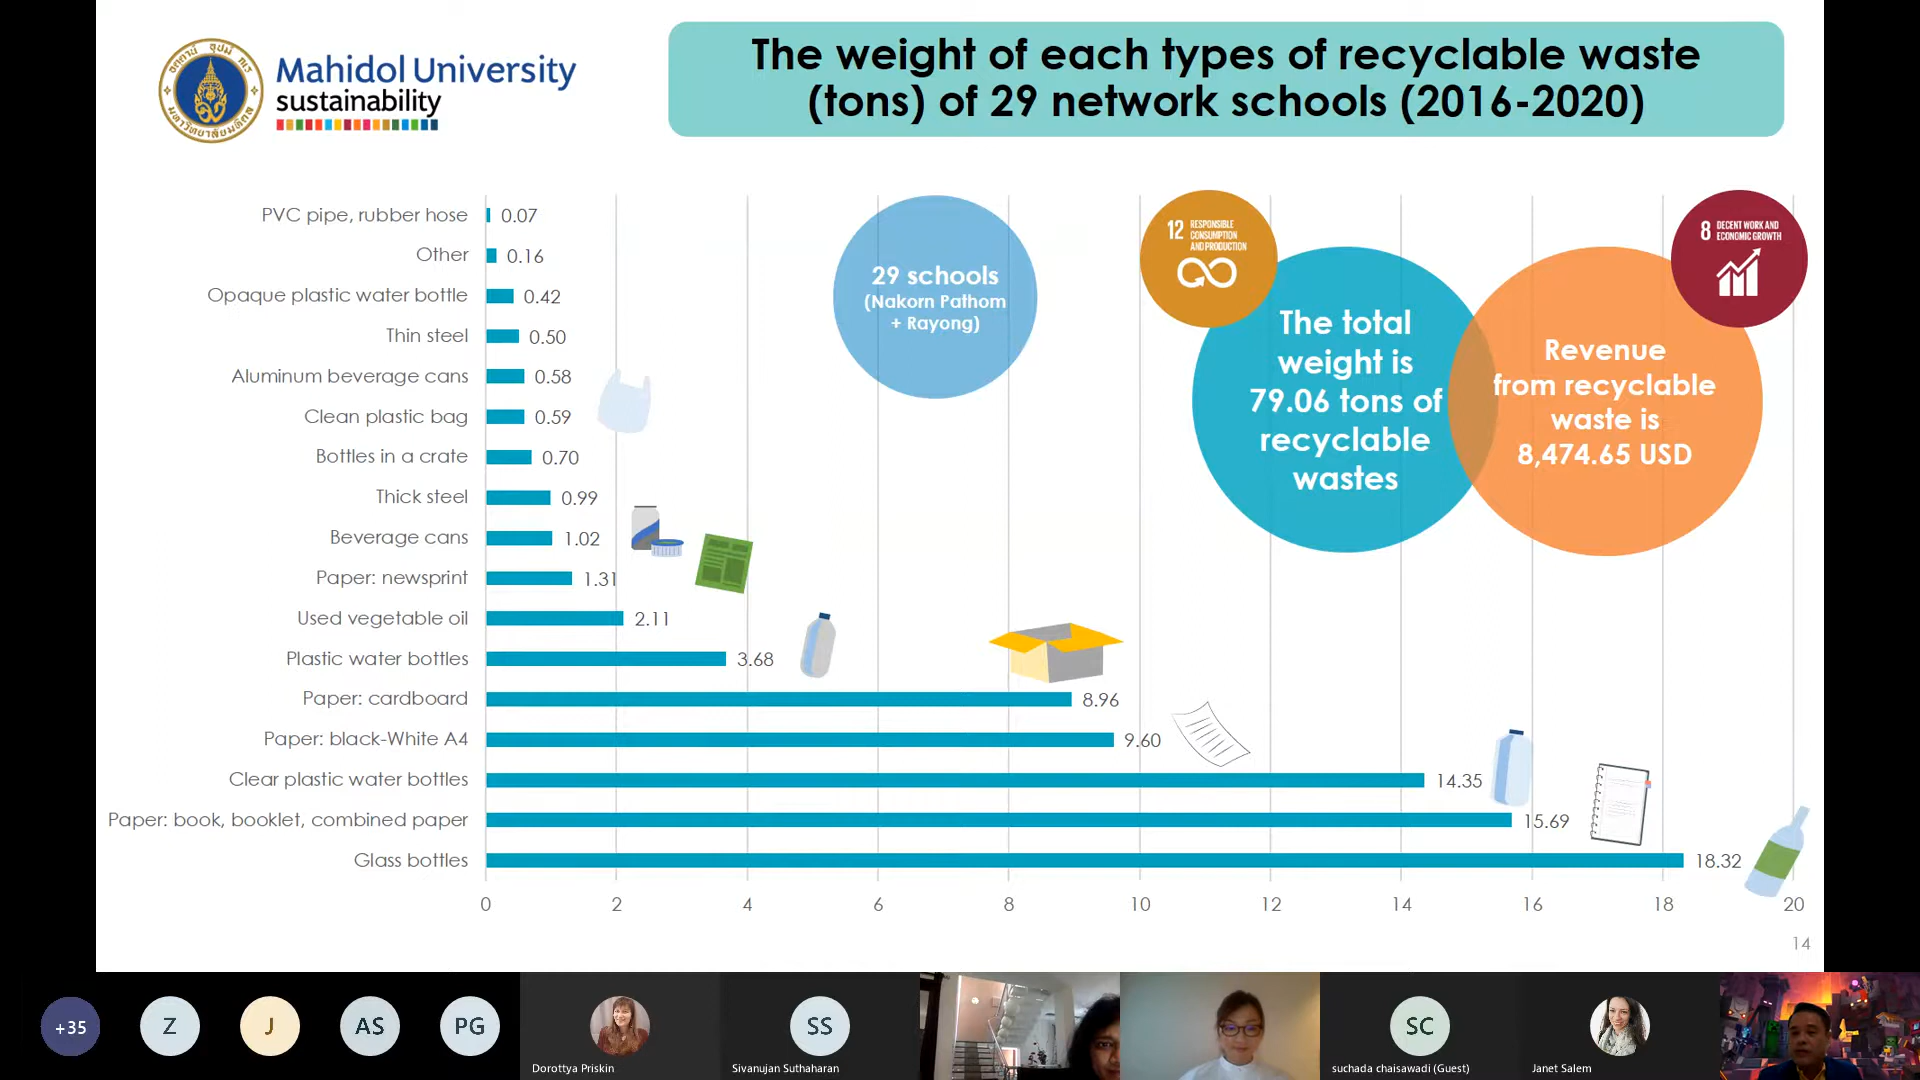 Mahidol University
sustainability
The weight of each types of recyclable waste
(tons) of 29 network schools (2016-2020)
PVC pipe, rubber hose 0.07
Other 0.16
Opaque plastic water bottle 0.42
Thin steel 0.50
Aluminum beverage cans 0.58
Clean plastic bag 0.59
Bottles in a crate 0.70
Thick steel 0.99
Beverage cans 1.02
Paper: newsprint 1.31
Used vegetable oil 2.11
Plastic water bottles 3.68
Paper: cardboard 8.96
Paper: black-White A4 9.60
Clear plastic water bottles 14.35
Paper: book, booklet, combined paper 15.69
Glass bottles 18.32
0 2 4 6 8 10 12 14 16 18 20
29 schools
(Nakorn Pathom
+ Rayong)
12 RESPONSIBLE
CONSUMPTION
AND PRODUCTION
The total
weight is
79.06 tons of
recyclable
wastes
8 DECENT WORK AND
ECONOMIC GROWTH
Revenue
from recyclable
waste is
8,474.65 USD
14
+35
Z
J
AS
PG
Dorottya Priskin
SS
Sivanujan Suthaharan
SC
suchada chaisawadi (Guest)
Janet Salem